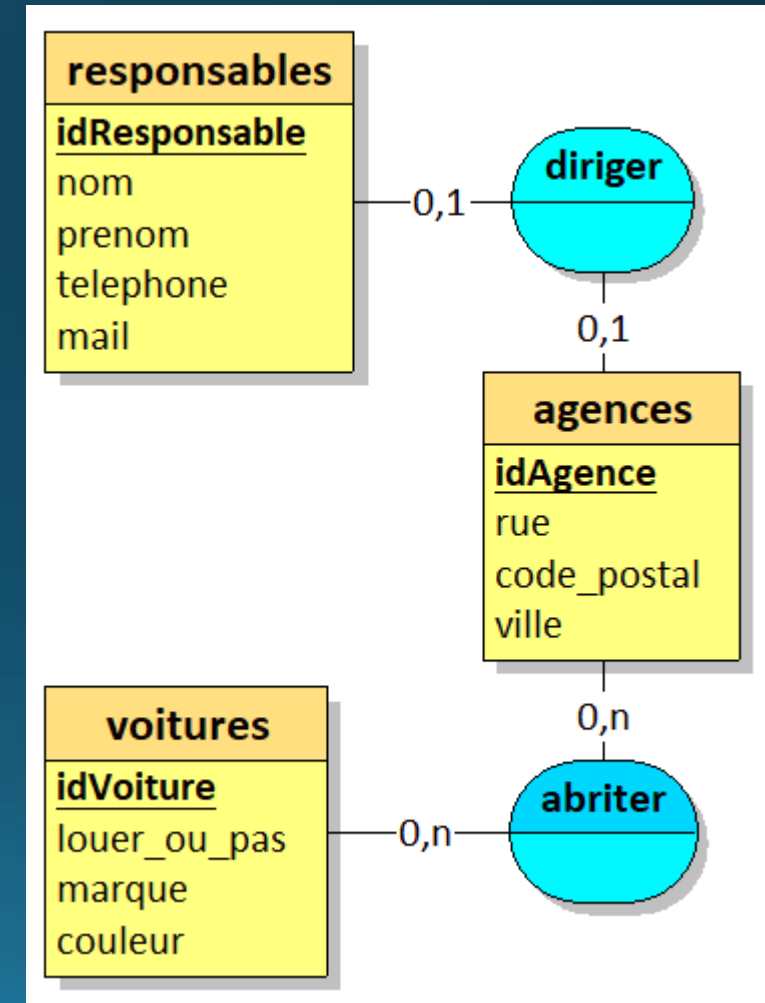 responsables
idResponsable
nom
prenom
telephone
mail
0,1
diriger
0,1
agences
idAgence
rue
code_postal
ville
0,n
abriter
0,n
voitures
idVoiture
louer_ou_pas
marque
couleur